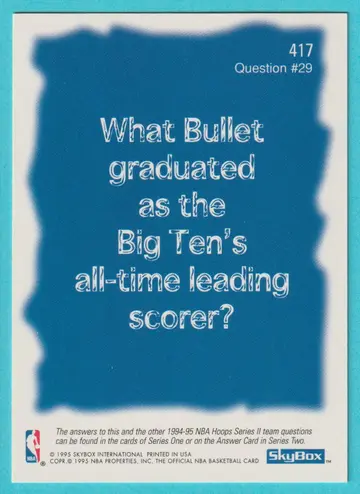 417
Question #29
What Bullet
graduated
as the
Big Ten's
all-time leading
scorer?
The answers to this and the other 1994-95 NBA Hoops Series II team questions
can be found in the cards of Series One or on the Answer Card in Series Two.
© 1995 SKYBOX INTERNATIONAL PRINTED IN USA
COPR. © 1995 NBA PROPERTIES, INC. THE OFFICIAL NBA BASKETBALL CARD
NBA
®
SkyBox
™